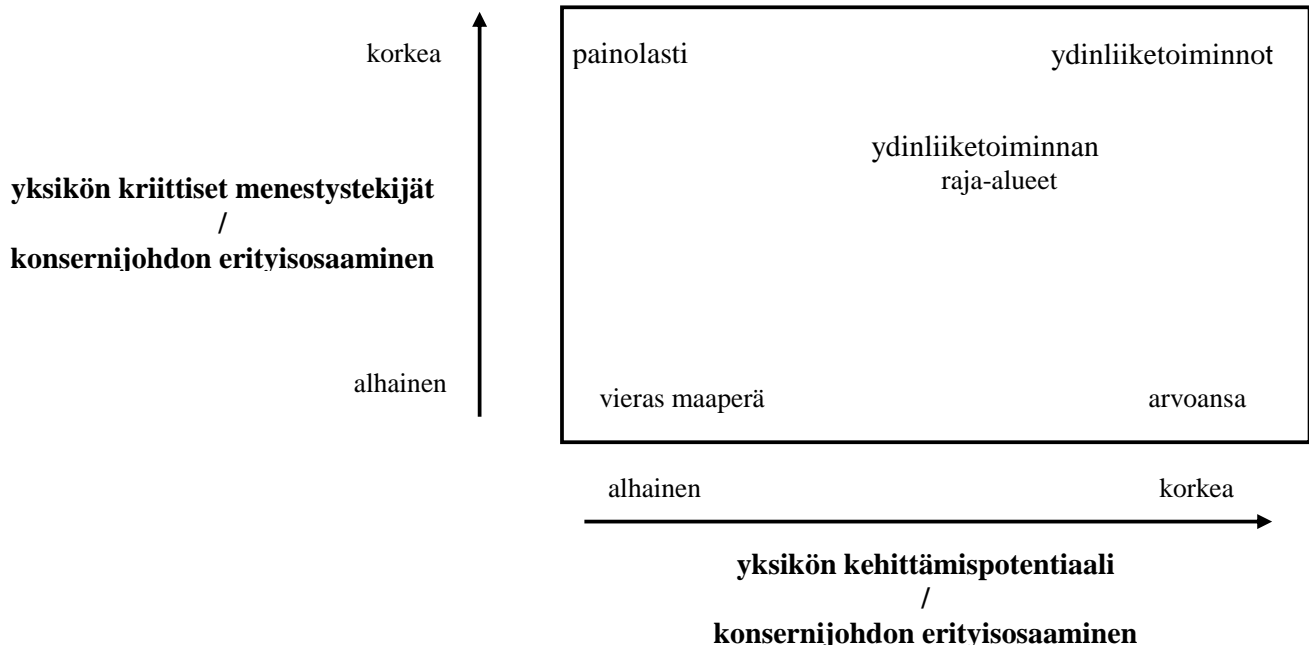 korkea
painolasti
ydinliiketoiminnot
ydinliiketoiminnan
raja-alueet
yksikön kriittiset menestystekijät
/
konsernijohdon erityisosaaminen
alhainen
vieras maaperä
arvoansa
alhainen
korkea
yksikön kehittämispotentiaali
/
konsernijohdon erityisosaaminen